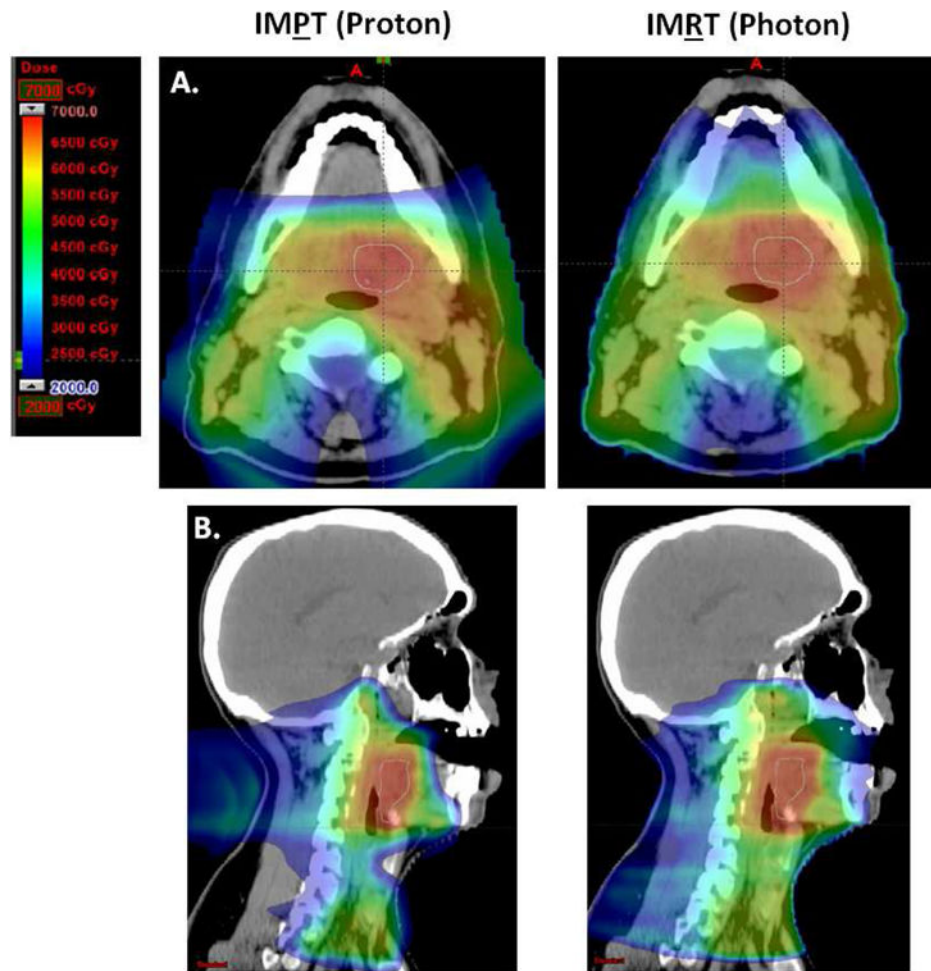 IMPT (Proton)
IMRT (Photon)
Dose
7000 cGy
7000.0
6500 cGy
6000 cGy
5500 cGy
5000 cGy
4500 cGy
4000 cGy
3500 cGy
3000 cGy
2500 cGy
2000.0
2000 cGy
A.
A
A
B.